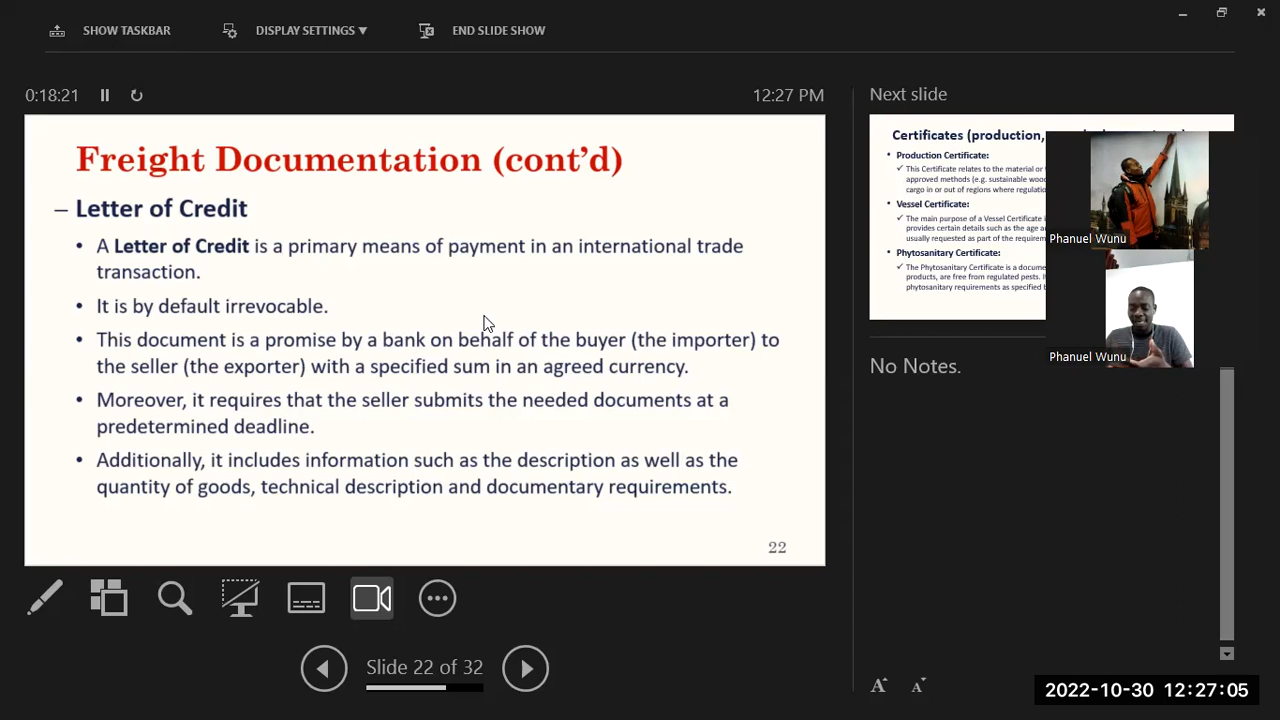 SHOW TASKBAR
DISPLAY SETTINGS ▼
END SLIDE SHOW
0:18:21
12:27 PM
Freight Documentation (cont’d)
– Letter of Credit
• A Letter of Credit is a primary means of payment in an international trade
transaction.
• It is by default irrevocable.
• This document is a promise by a bank on behalf of the buyer (the importer) to
the seller (the exporter) with a specified sum in an agreed currency.
• Moreover, it requires that the seller submits the needed documents at a
predetermined deadline.
• Additionally, it includes information such as the description as well as the
quantity of goods, technical description and documentary requirements.
22
Slide 22 of 32
Next slide
Certificates (production,
• Production Certificate:
✓ This Certificate relates to the material or
approved methods (e.g. sustainable
cargo in or out of regions where
• Vessel Certificate:
✓ The main purpose of a Vessel Certificate
provides certain details such as the age
usually requested as part of the
• Phytosanitary Certificate:
✓ The Phytosanitary Certificate is a
products, are free from regulated pests.
phytosanitary requirements as specified
Phanuel Wunu
Phanuel Wunu
No Notes.
A A
2022-10-30 12:27:05